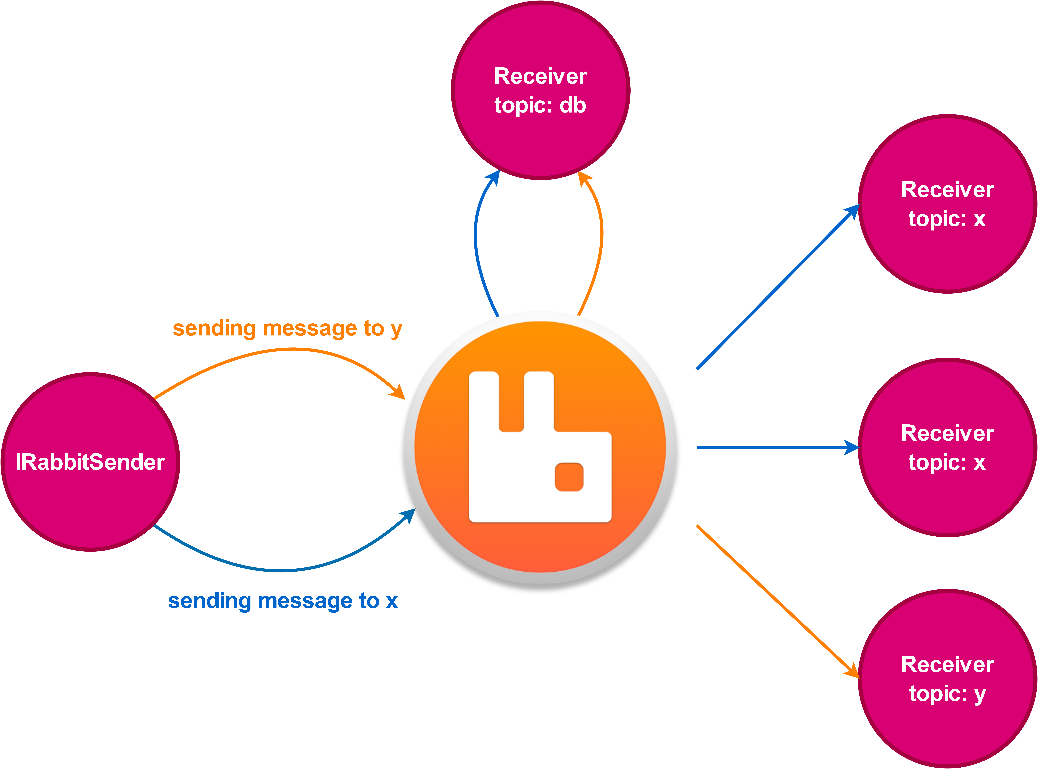 Receiver
topic: db
Receiver
topic: x
sending message to y
IRabbitSender
Receiver
topic: x
sending message to x
Receiver
topic: y